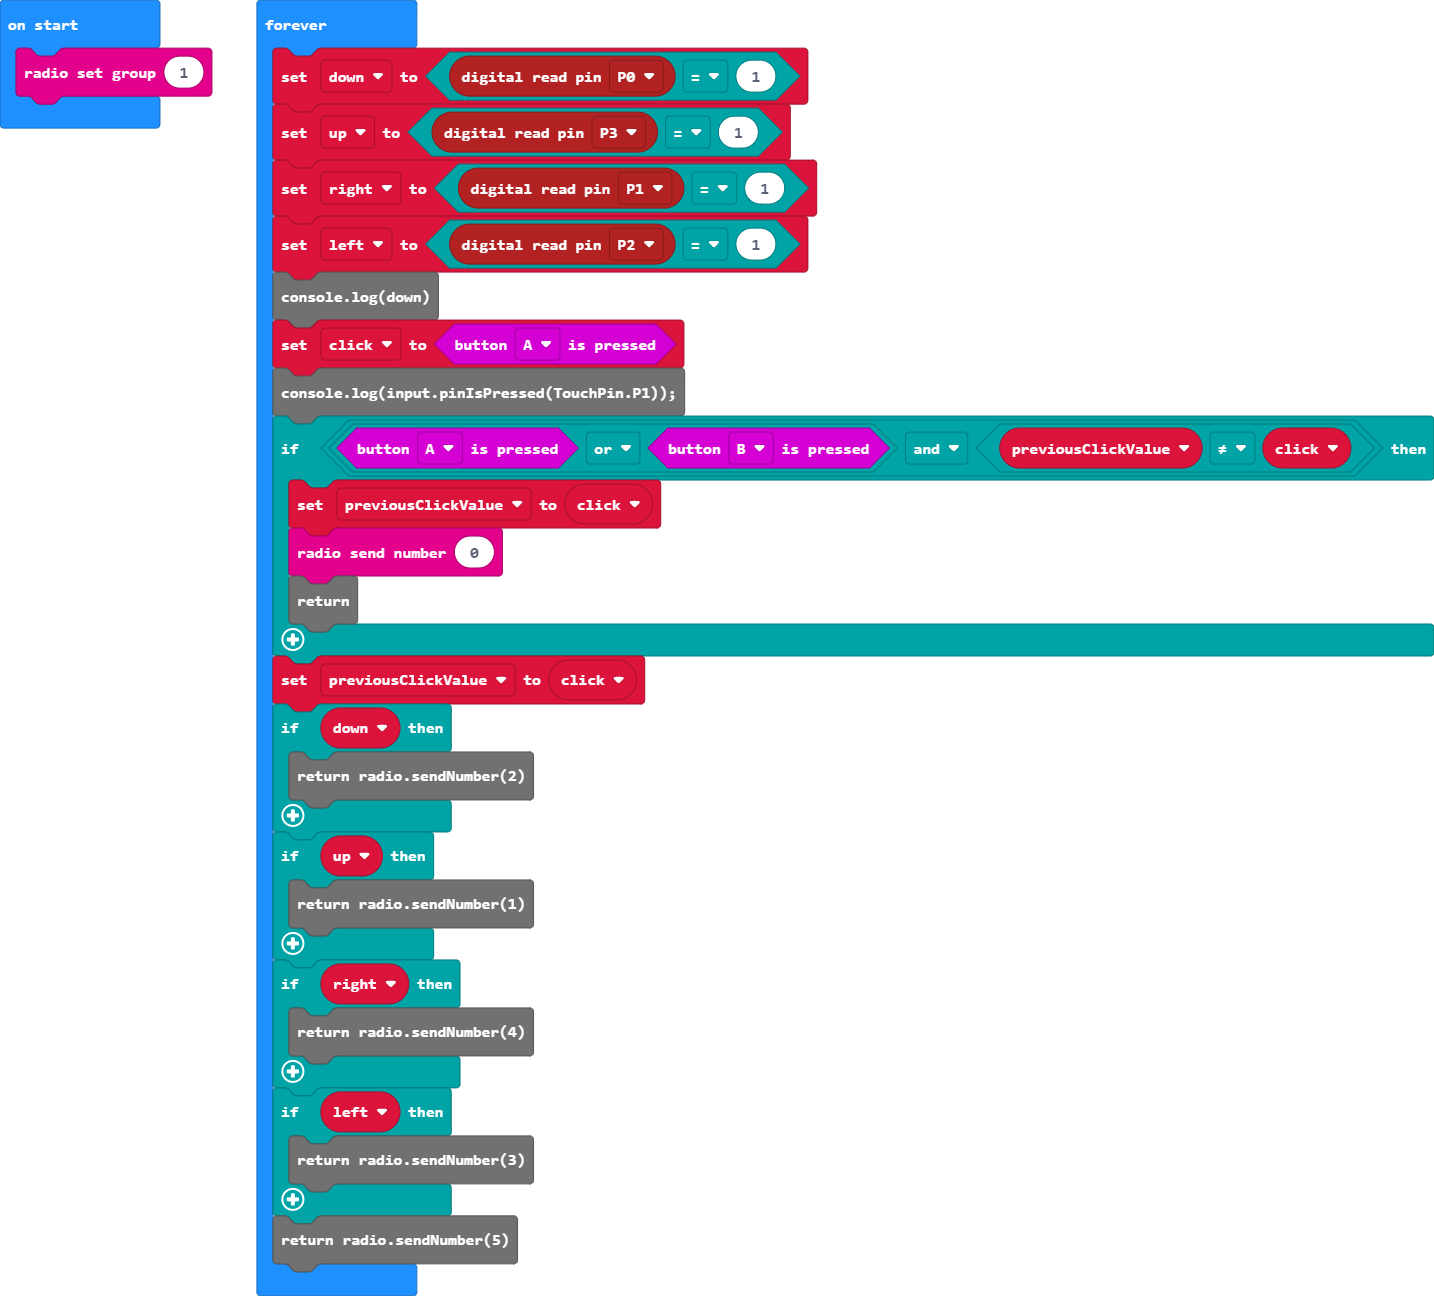 on start
radio set group 1
forever
set down to digital read pin P0 = 1
set up to digital read pin P3 = 1
set right to digital read pin P1 = 1
set left to digital read pin P2 = 1
console.log(down)
set click to button A is pressed
console.log(input.pinIsPressed(TouchPin.P1));
if button A is pressed or button B is pressed and previousClickValue ≠ click then
set previousClickValue to click
radio send number 0
return
set previousClickValue to click
if down then
return radio.sendNumber(2)
if up then
return radio.sendNumber(1)
if right then
return radio.sendNumber(4)
if left then
return radio.sendNumber(3)
return radio.sendNumber(5)